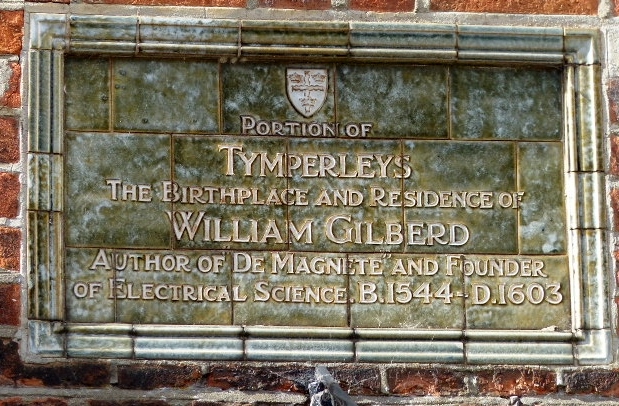 PORTION OF
TYMPERLEYS
THE BIRTHPLACE AND RESIDENCE OF
WILLIAM GILBERD
AUTHOR OF "DE MAGNETE" AND FOUNDER
OF ELECTRICAL SCIENCE. B.1544-D.1603